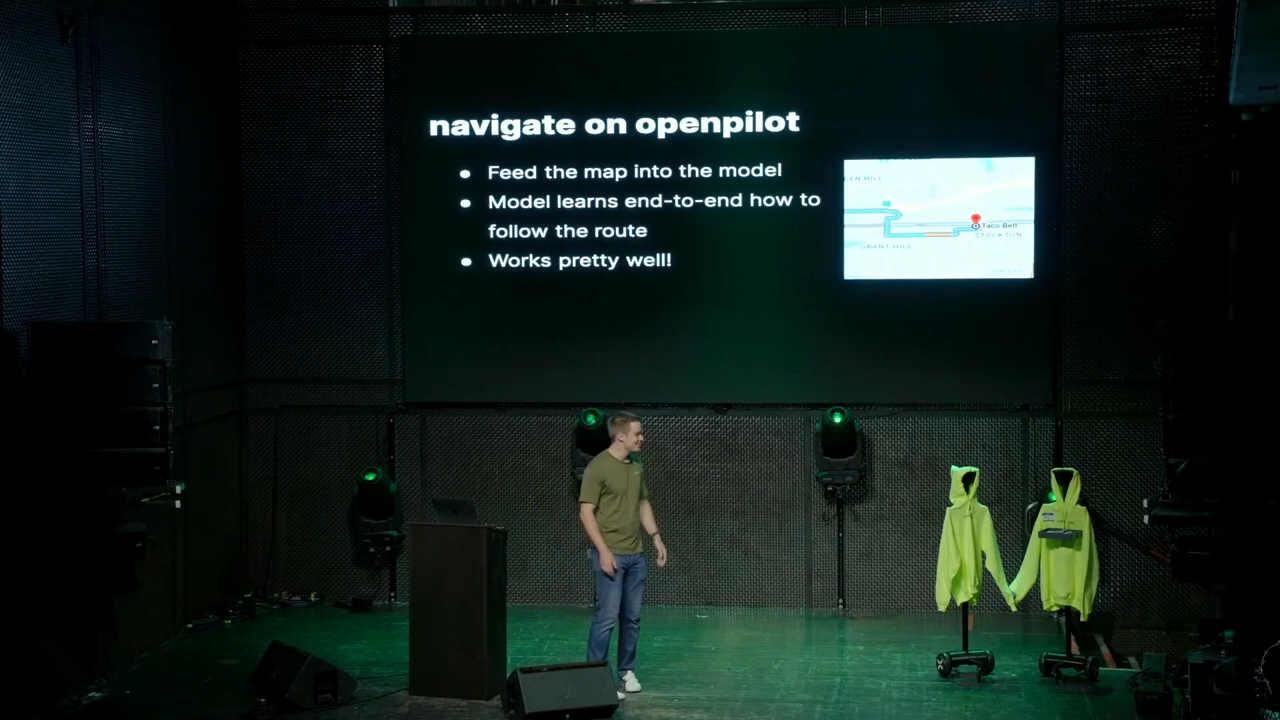 navigate on openpilot
• Feed the map into the model
• Model learns end-to-end how to
follow the route
• Works pretty well!
Taco Bell
STOCKTON
GRANT HILL